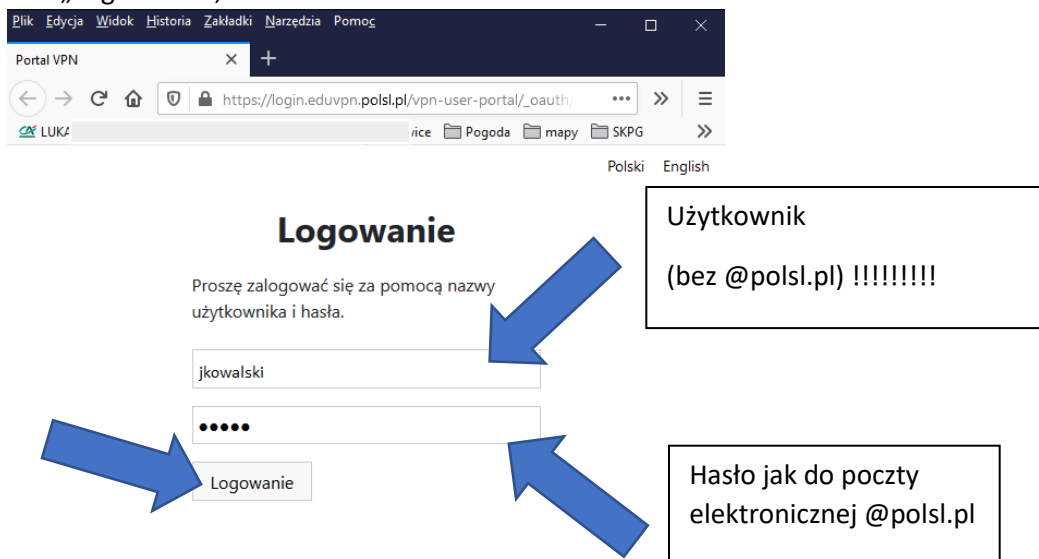 Plik Edycja Widok Historia Zakładki Narzędzia Pomoc
Portal VPN
https://login.eduvpn.polsl.pl/vpn-user-portal/_oauth/
LUKA vice Pogoda mapy SKPG
Polski English
Logowanie
Użytkownik
(bez @polsl.pl) !!!!!!!!!
Proszę zalogować się za pomocą nazwy
użytkownika i hasła.
jkowalski
•••••
Logowanie
Hasło jak do poczty
elektronicznej @polsl.pl